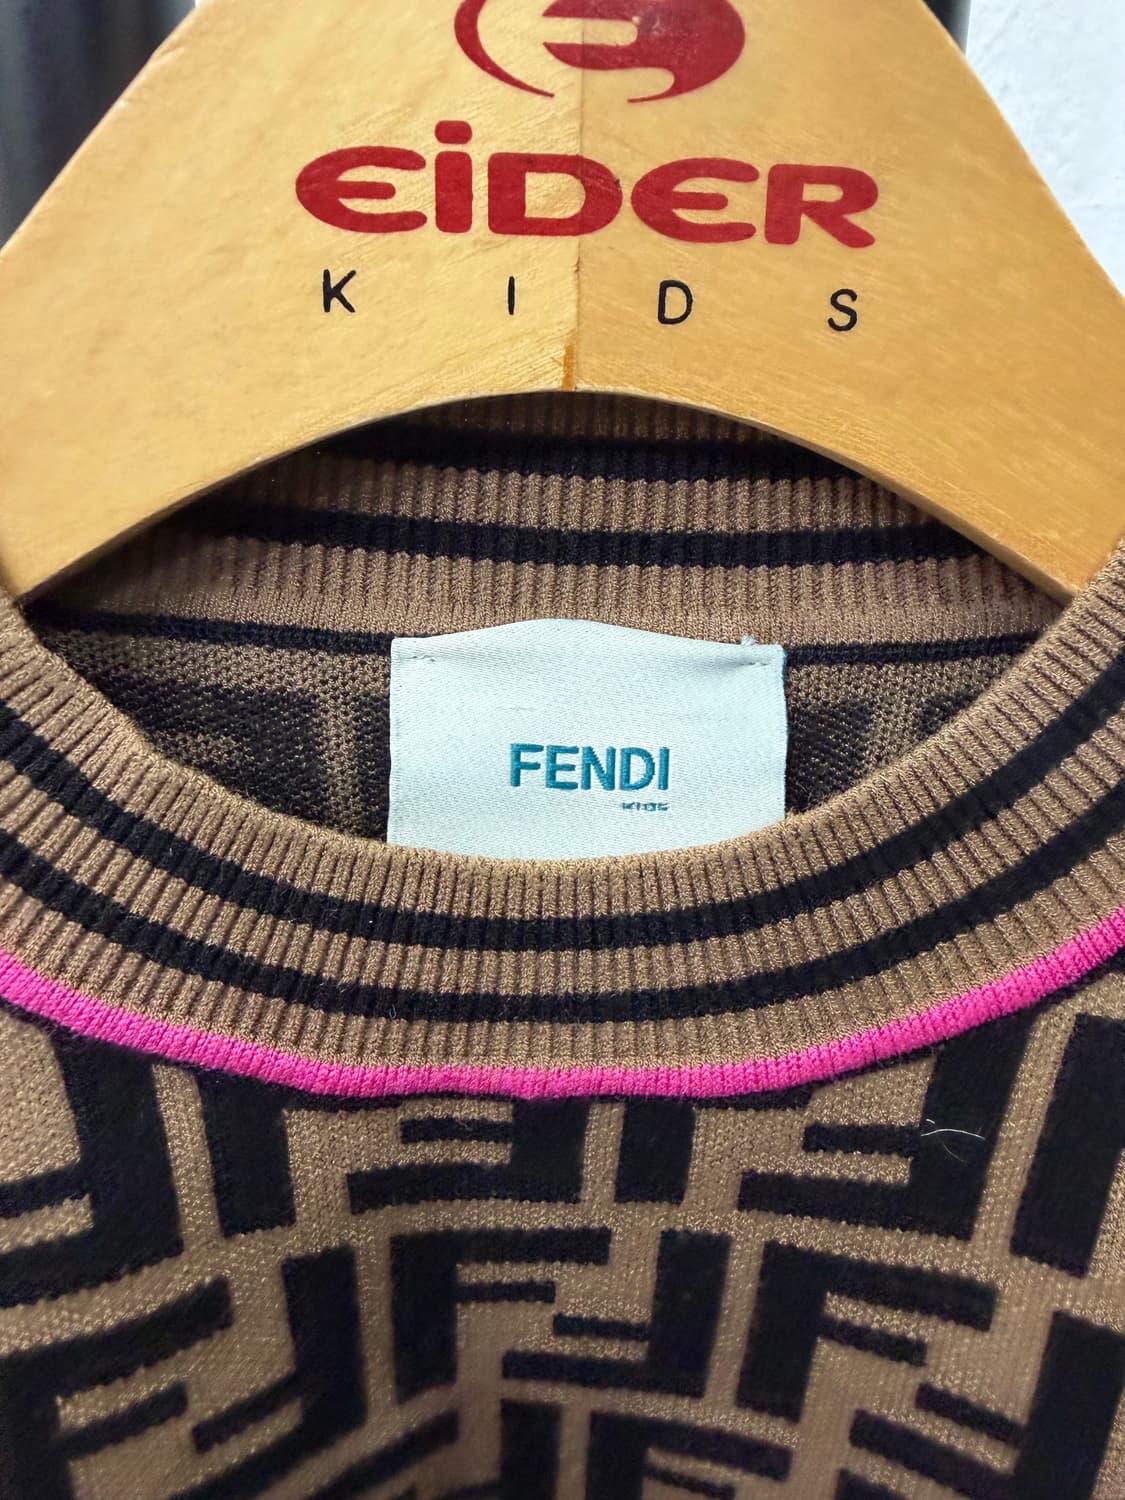 EiDER
K I D S
FENDI
KIDS